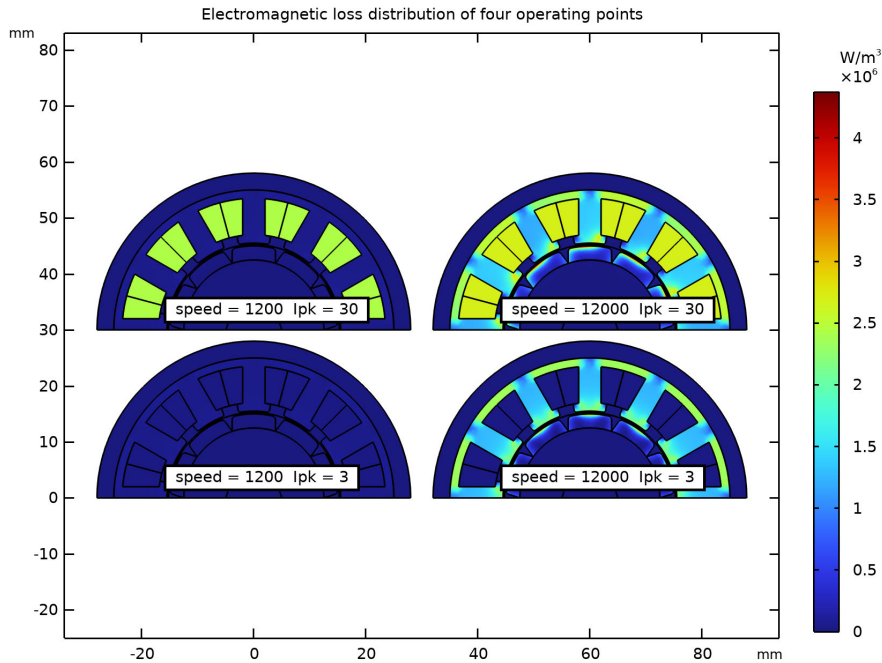 Electromagnetic loss distribution of four operating points
mm
W/m³
×10⁶
80
70
60
50
40
30
20
10
0
-10
-20
speed = 1200 Ipk = 30
speed = 12000 Ipk = 30
speed = 1200 Ipk = 3
speed = 12000 Ipk = 3
4
3.5
3
2.5
2
1.5
1
0.5
0
-20 0 20 40 60 80 mm